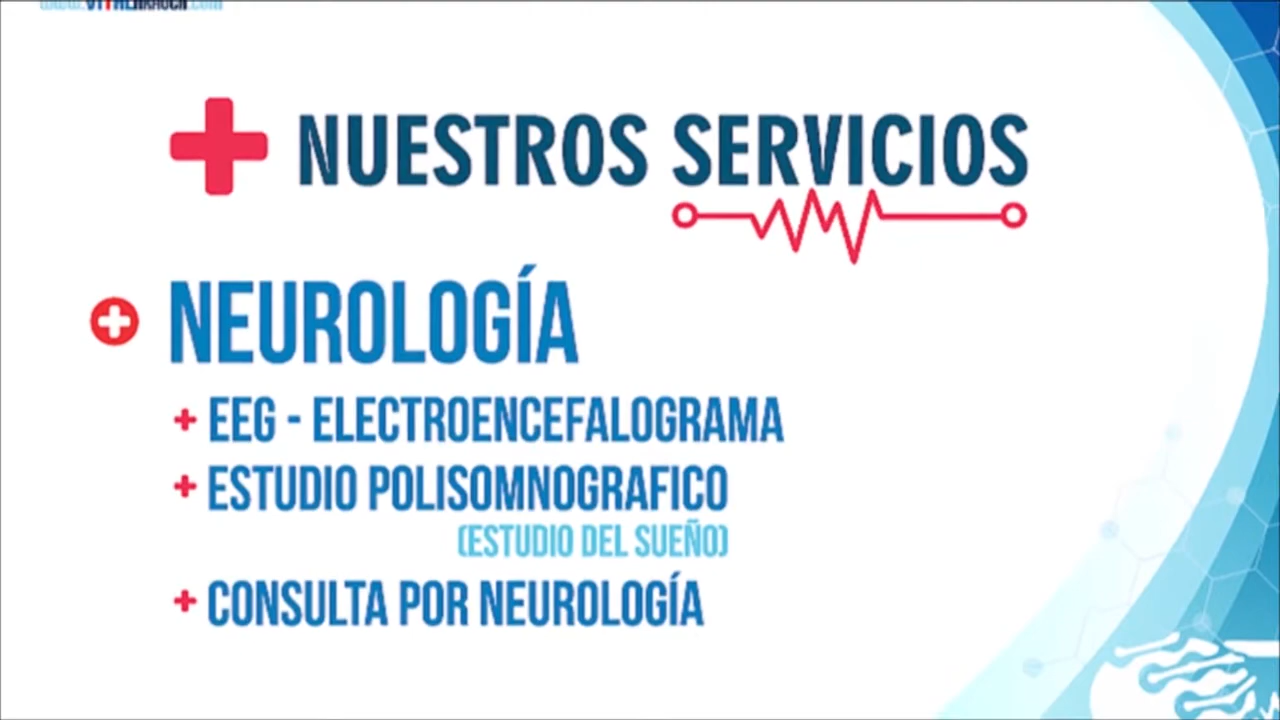 NUESTROS SERVICIOS
NEUROLOGÍA
EEG - ELECTROENCEFALOGRAMA
ESTUDIO POLISOMNOGRAFICO
(ESTUDIO DEL SUEÑO)
CONSULTA POR NEUROLOGÍA